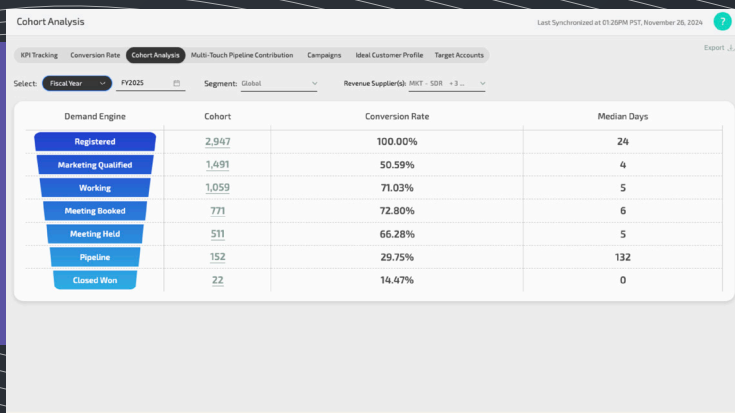 Cohort Analysis
Last Synchronized at 01:26PM PST, November 26, 2024 ?
KPI Tracking Conversion Rate Cohort Analysis Multi-Touch Pipeline Contribution Campaigns Ideal Customer Profile Target Accounts
Export
Select: Fiscal Year FY2025 Segment: Global Revenue Supplier(s): MKT - SDR + 3 ...
Demand Engine Cohort Conversion Rate Median Days
Registered 2,947 100.00% 24
Marketing Qualified 1,491 50.59% 4
Working 1,059 71.03% 5
Meeting Booked 771 72.80% 6
Meeting Held 511 66.28% 5
Pipeline 152 29.75% 132
Closed Won 22 14.47% 0